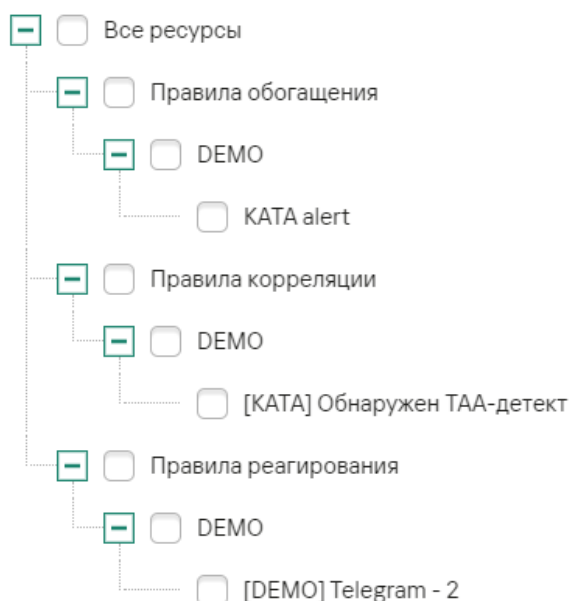 Все ресурсы
Правила обогащения
DEMO
KATA alert
Правила корреляции
DEMO
[KATA] Обнаружен TAA-детект
Правила реагирования
DEMO
[DEMO] Telegram - 2